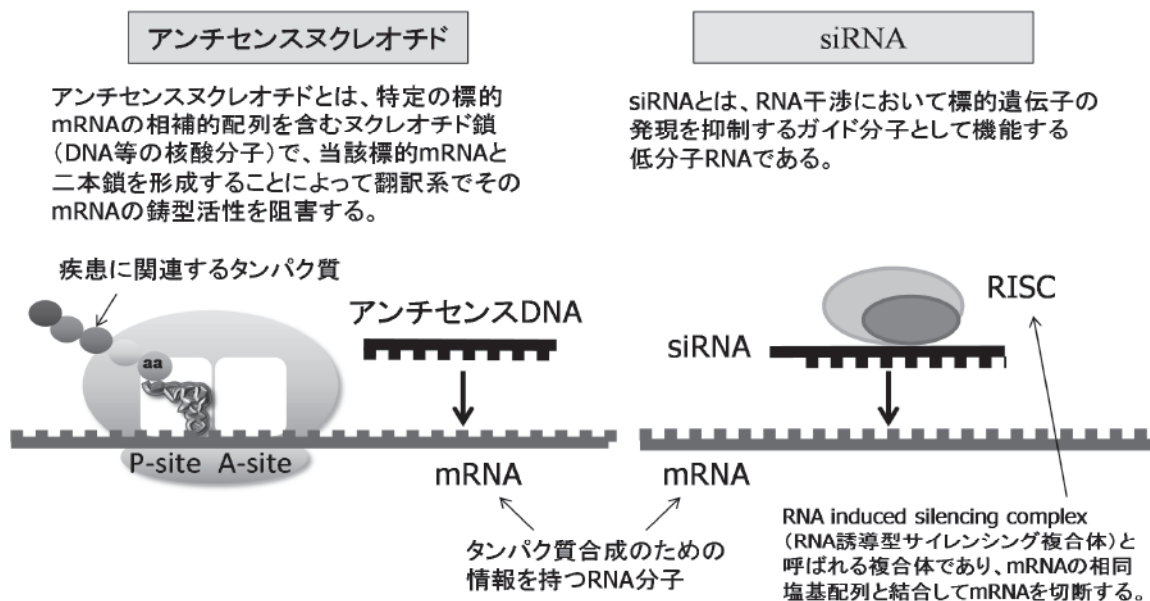 アンチセンスヌクレオチド
アンチセンスヌクレオチドとは、特定の標的
mRNAの相補的配列を含むヌクレオチド鎖
（DNA等の核酸分子）で、当該標的mRNAと
二本鎖を形成することによって翻訳系でその
mRNAの鋳型活性を阻害する。
疾患に関連するタンパク質
aa
アンチセンスDNA
P-site A-site
mRNA
siRNA
siRNAとは、RNA干渉において標的遺伝子の
発現を抑制するガイド分子として機能する
低分子RNAである。
RISC
siRNA
mRNA
タンパク質合成のための
情報を持つRNA分子
RNA induced silencing complex
（RNA誘導型サイレンシング複合体）と
呼ばれる複合体であり、mRNAの相同
塩基配列と結合してmRNAを切断する。